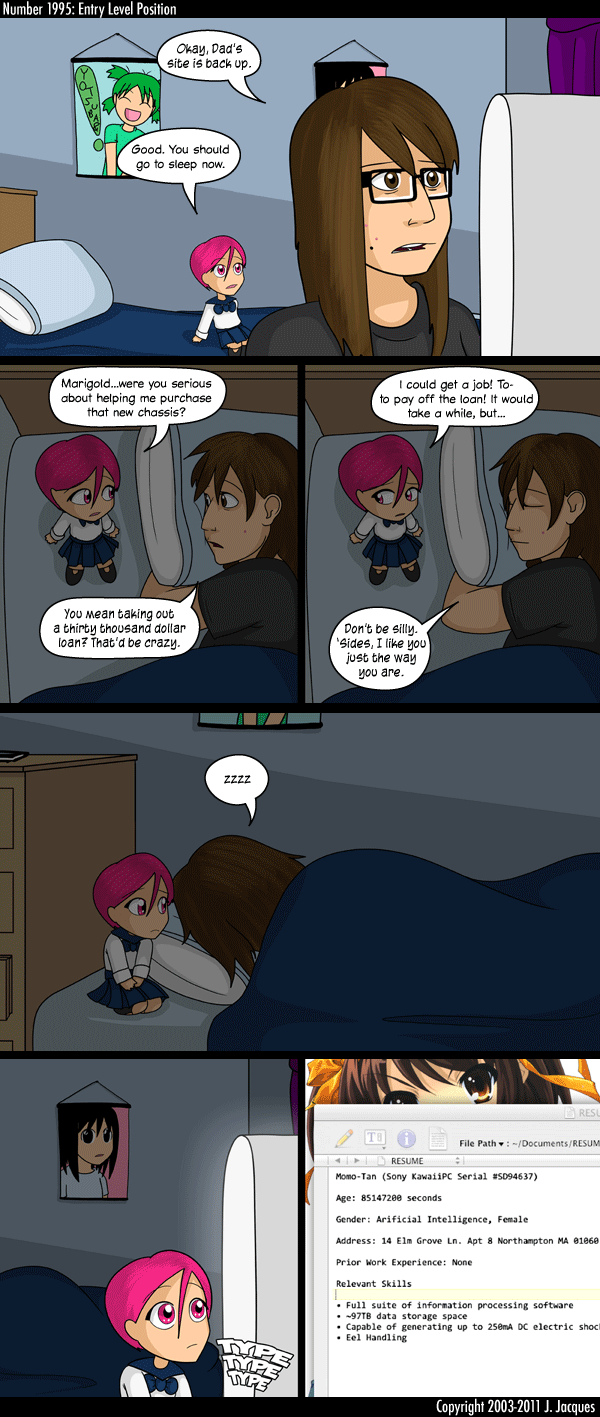 Number 1995: Entry Level Position
Okay, Dad's
site is back up.
YOTSUBA&
Good. You should
go to sleep now.
Marigold...were you serious
about helping me purchase
that new chassis?
You mean taking out
a thirty thousand dollar
loan? That'd be crazy.
I could get a job! To-
to pay off the loan! It would
take a while, but...
Don't be silly.
'Sides, I like you
just the way
you are.
zzzz
TYPE
TYPE
TYPE
RESU
File Path ▾ : ~/Documents/RESUM
RESUME
Momo-Tan (Sony KawaiiPC Serial #SD94637)
Age: 85147200 seconds
Gender: Arificial Intelligence, Female
Address: 14 Elm Grove Ln. Apt 8 Northampton MA 01060
Prior Work Experience: None
Relevant Skills
• Full suite of information processing software
• ~97TB data storage space
• Capable of generating up to 250mA DC electric shoc
• Eel Handling
Copyright 2003-2011 J. Jacques